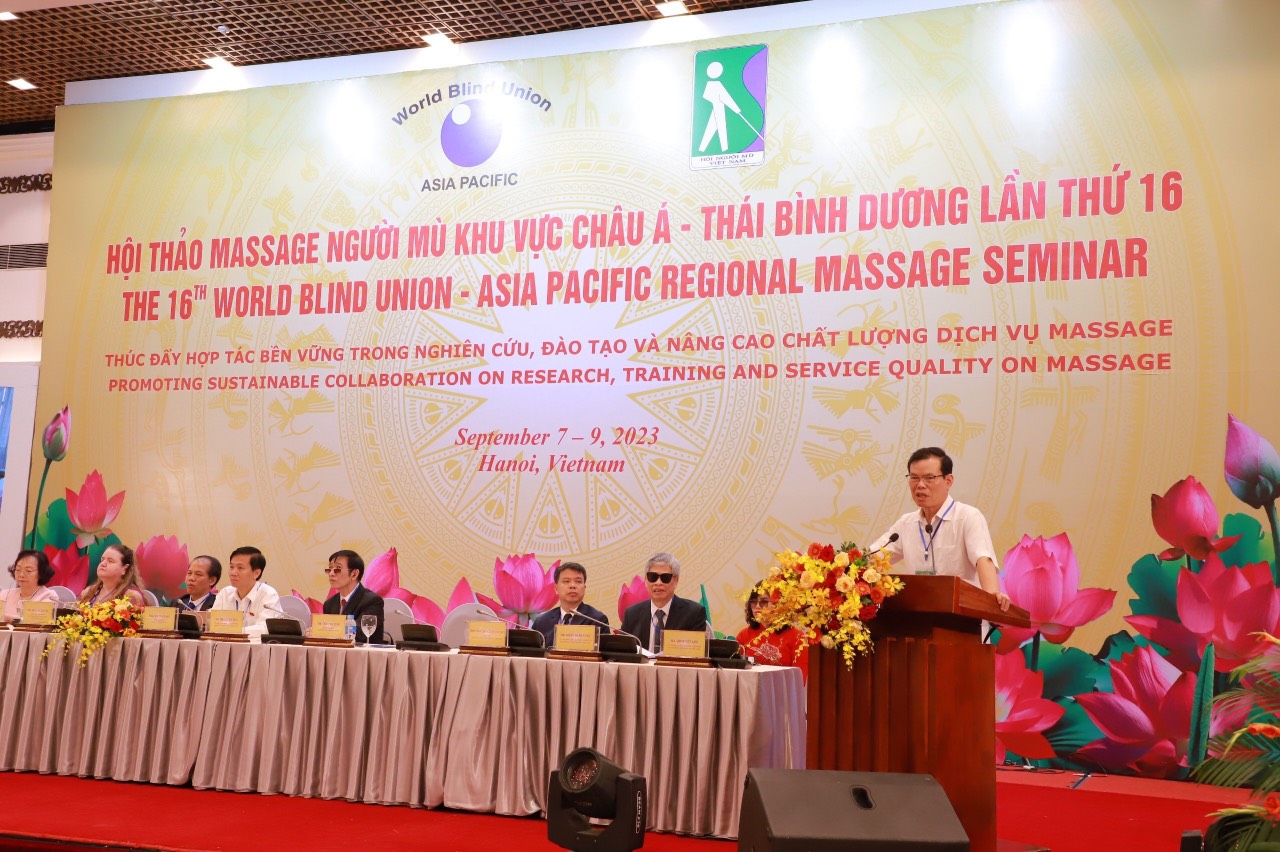 World Blind Union
ASIA PACIFIC
HỘI NGƯỜI MÙ
VIỆT NAM
HỘI THẢO MASSAGE NGƯỜI MÙ KHU VỰC CHÂU Á - THÁI BÌNH DƯƠNG LẦN THỨ 16
THE 16TH WORLD BLIND UNION - ASIA PACIFIC REGIONAL MASSAGE SEMINAR
THÚC ĐẨY HỢP TÁC BỀN VỮNG TRONG NGHIÊN CỨU, ĐÀO TẠO VÀ NÂNG CAO CHẤT LƯỢNG DỊCH VỤ MASSAGE
PROMOTING SUSTAINABLE COLLABORATION ON RESEARCH, TRAINING AND SERVICE QUALITY ON MASSAGE
September 7 – 9, 2023
Hanoi, Vietnam